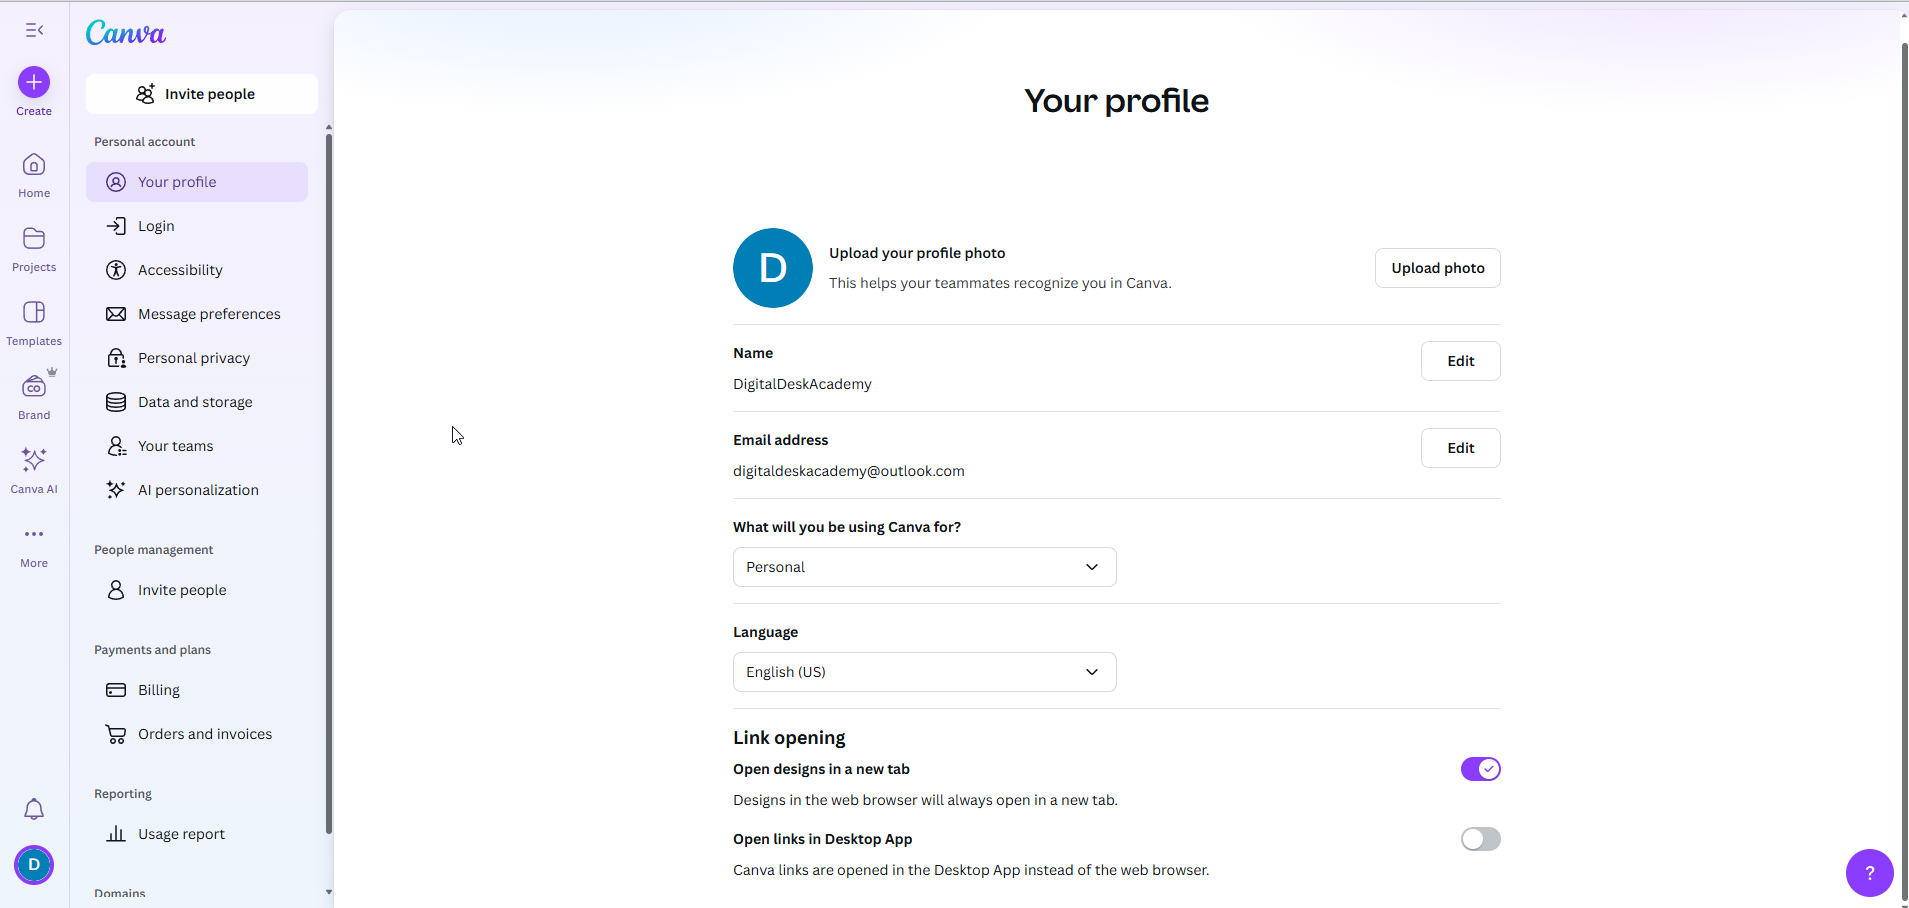 Canva
Create
Home
Projects
Templates
CO
Brand
Canva AI
More
D
Invite people
Personal account
Your profile
Login
Accessibility
Message preferences
Personal privacy
Data and storage
Your teams
AI personalization
People management
Invite people
Payments and plans
Billing
Orders and invoices
Reporting
Usage report
Domains
Your profile
D
Upload your profile photo
This helps your teammates recognize you in Canva.
Upload photo
Name
DigitalDeskAcademy
Edit
Email address
digitaldeskacademy@outlook.com
Edit
What will you be using Canva for?
Personal
Language
English (US)
Link opening
Open designs in a new tab
Designs in the web browser will always open in a new tab.
Open links in Desktop App
Canva links are opened in the Desktop App instead of the web browser.
?